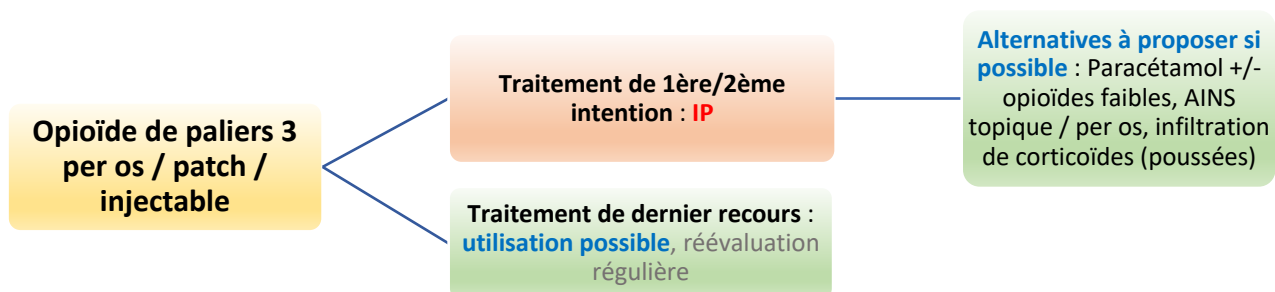 Opioïde de paliers 3
per os / patch /
injectable
Traitement de 1ère/2ème
intention : IP
Alternatives à proposer si
possible : Paracétamol +/-
opioïdes faibles, AINS
topique / per os, infiltration
de corticoïdes (poussées)
Traitement de dernier recours :
utilisation possible, réévaluation
régulière